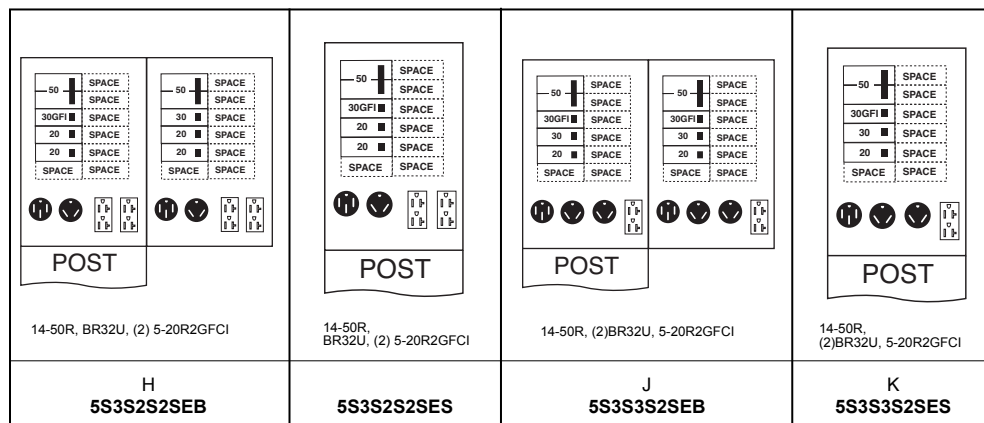 50 SPACE
SPACE
30GFI SPACE
20 SPACE
20 SPACE
SPACE SPACE
50 SPACE
SPACE
30 SPACE
20 SPACE
20 SPACE
SPACE SPACE
POST
14-50R, BR32U, (2) 5-20R2GFCI
H
5S3S2S2SEB
50 SPACE
SPACE
30GFI SPACE
20 SPACE
20 SPACE
SPACE SPACE
POST
14-50R,
BR32U, (2) 5-20R2GFCI
5S3S2S2SES
50 SPACE
SPACE
30GFI SPACE
30 SPACE
20 SPACE
SPACE SPACE
50 SPACE
SPACE
30GFI SPACE
30 SPACE
20 SPACE
SPACE SPACE
POST
14-50R, (2)BR32U, 5-20R2GFCI
J
5S3S3S2SEB
50 SPACE
SPACE
30GFI SPACE
30 SPACE
20 SPACE
SPACE SPACE
POST
14-50R,
(2)BR32U, 5-20R2GFCI
K
5S3S3S2SES